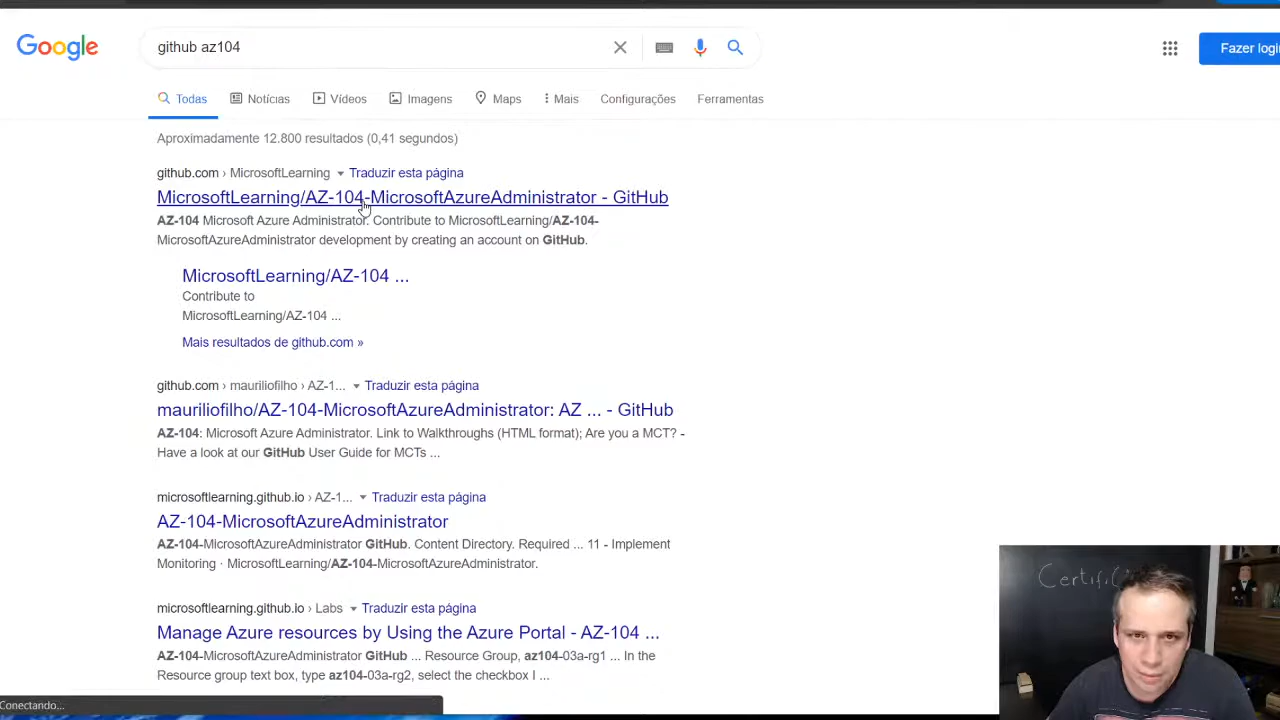 Google
github az104
Fazer logi
Todas
Notícias
Vídeos
Imagens
Maps
Mais
Configurações
Ferramentas
Aproximadamente 12.800 resultados (0,41 segundos)
github.com › MicrosoftLearning
Traduzir esta página
MicrosoftLearning/AZ-104-MicrosoftAzureAdministrator - GitHub
AZ-104 Microsoft Azure Administrator. Contribute to MicrosoftLearning/AZ-104-
MicrosoftAzureAdministrator development by creating an account on GitHub.
MicrosoftLearning/AZ-104 ...
Contribute to
MicrosoftLearning/AZ-104 ...
Mais resultados de github.com »
github.com › mauriliofilho › AZ-1...
Traduzir esta página
mauriliofilho/AZ-104-MicrosoftAzureAdministrator: AZ ... - GitHub
AZ-104: Microsoft Azure Administrator. Link to Walkthroughs (HTML format); Are you a MCT? -
Have a look at our GitHub User Guide for MCTs ...
microsoftlearning.github.io › AZ-1...
Traduzir esta página
AZ-104-MicrosoftAzureAdministrator
AZ-104-MicrosoftAzureAdministrator GitHub. Content Directory. Required ... 11 - Implement
Monitoring · MicrosoftLearning/AZ-104-MicrosoftAzureAdministrator.
microsoftlearning.github.io › Labs
Traduzir esta página
Manage Azure resources by Using the Azure Portal - AZ-104 ...
AZ-104-MicrosoftAzureAdministrator GitHub ... Resource Group, az104-03a-rg1 ... In the
Resource group text box, type az104-03a-rg2, select the checkbox I ...
Conectando...